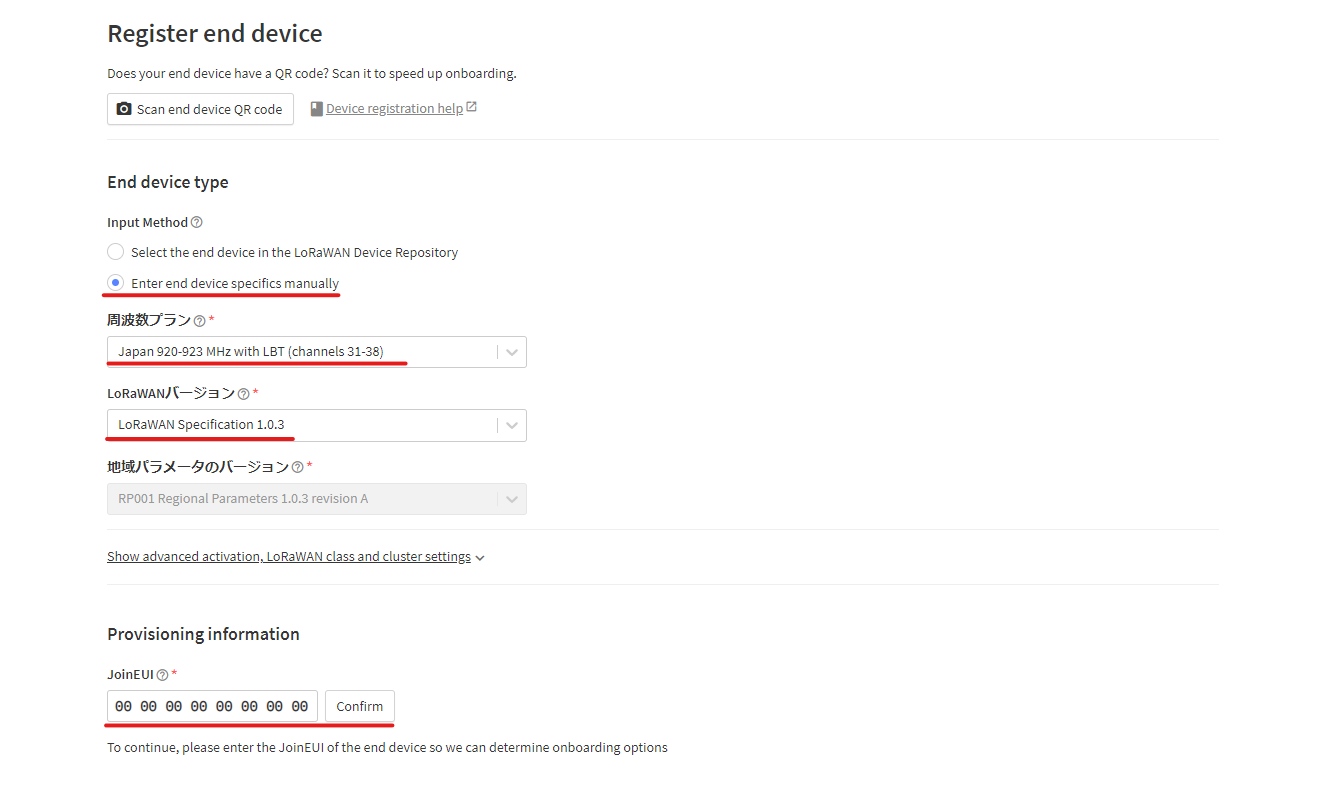 Register end device
Does your end device have a QR code? Scan it to speed up onboarding.
Scan end device QR code Device registration help
End device type
Input Method
Select the end device in the LoRaWAN Device Repository
Enter end device specifics manually
周波数プラン *
Japan 920-923 MHz with LBT (channels 31-38)
LoRaWANバージョン *
LoRaWAN Specification 1.0.3
地域パラメータのバージョン *
RP001 Regional Parameters 1.0.3 revision A
Show advanced activation, LoRaWAN class and cluster settings
Provisioning information
JoinEUI *
00 00 00 00 00 00 00 00 Confirm
To continue, please enter the JoinEUI of the end device so we can determine onboarding options